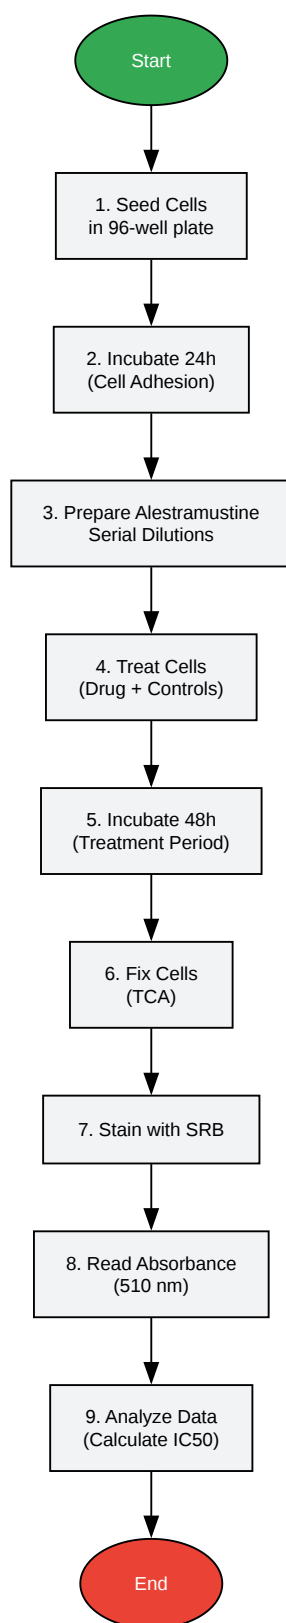 Start
1. Seed Cells
in 96-well plate
2. Incubate 24h
(Cell Adhesion)
3. Prepare Alestramustine
Serial Dilutions
4. Treat Cells
(Drug + Controls)
5. Incubate 48h
(Treatment Period)
6. Fix Cells
(TCA)
7. Stain with SRB
8. Read Absorbance
(510 nm)
9. Analyze Data
(Calculate IC50)
End